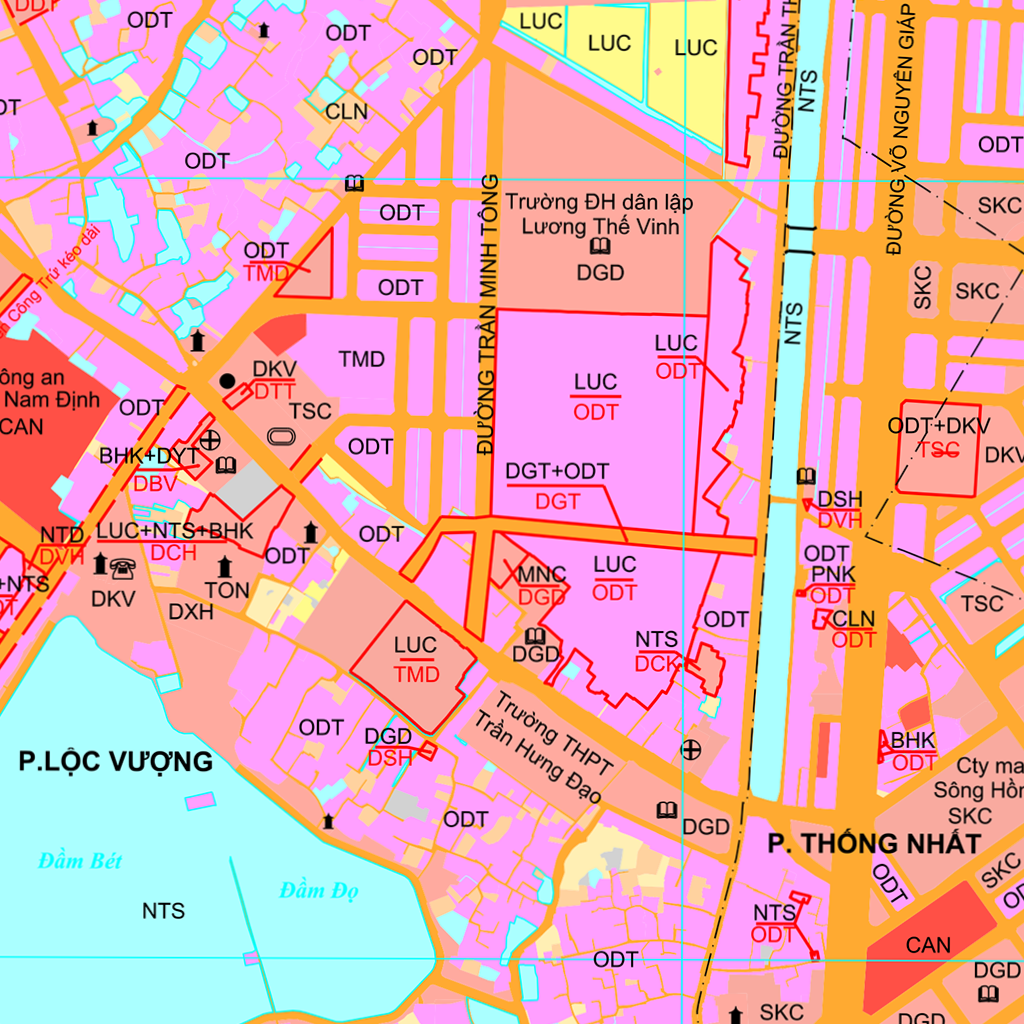 DDT
ODT
ODT
ODT
LUC
LUC
LUC
CLN
ODT
ĐƯỜNG TRẦN TH
NTS
ĐƯỜNG VÕ NGUYÊN GIÁP
ODT
Trường ĐH dân lập
Lương Thế Vinh
DGD
ODT
ODT
TMD
ODT
SKC
SKC
SKC
n Công Trứ kéo dài
ĐƯỜNG TRẦN MINH TÔNG
NTS
LUC
ODT
TMD
DKV
DTT
TSC
LUC
ODT
ông an
Nam Định
CAN
ODT
ODT
ODT+DKV
TSC
DKV
BHK+DYT
DBV
DGT+ODT
DGT
DSH
DVH
NTD
DVH
LUC+NTS+BHK
DCH
ODT
ODT
ODT
PNK
ODT
+NTS
DT
DKV
TON
DXH
MNC
DGD
LUC
ODT
TSC
CLN
ODT
ODT
LUC
TMD
DGD
NTS
DCK
Trường THPT
Trần Hưng Đạo
ODT
DGD
DSH
BHK
ODT
P.LỘC VƯỢNG
Cty ma
Sông Hồn
SKC
ODT
DGD
P. THỐNG NHẤT
Đầm Bét
Đầm Đọ
NTS
ODT
SKC
OD
NTS
ODT
CAN
ODT
DGD
SKC
DGD